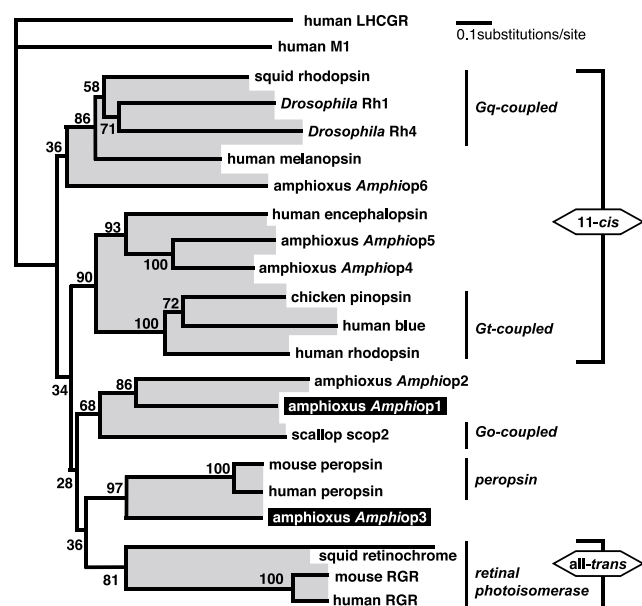 human LHCGR
0.1substitutions/site
human M1
58
squid rhodopsin
Drosophila Rh1
71
Drosophila Rh4
Gq-coupled
86
human melanopsin
36
amphioxus Amphiop6
93
human encephalopsin
amphioxus Amphiop5
100
amphioxus Amphiop4
11-cis
90
chicken pinopsin
72
human blue
100
human rhodopsin
Gt-coupled
34
amphioxus Amphiop2
86
amphioxus Amphiop1
68
scallop scop2
Go-coupled
28
mouse peropsin
100
human peropsin
peropsin
97
amphioxus Amphiop3
36
squid retinochrome
81
mouse RGR
100
human RGR
retinal
photoisomerase
all-trans